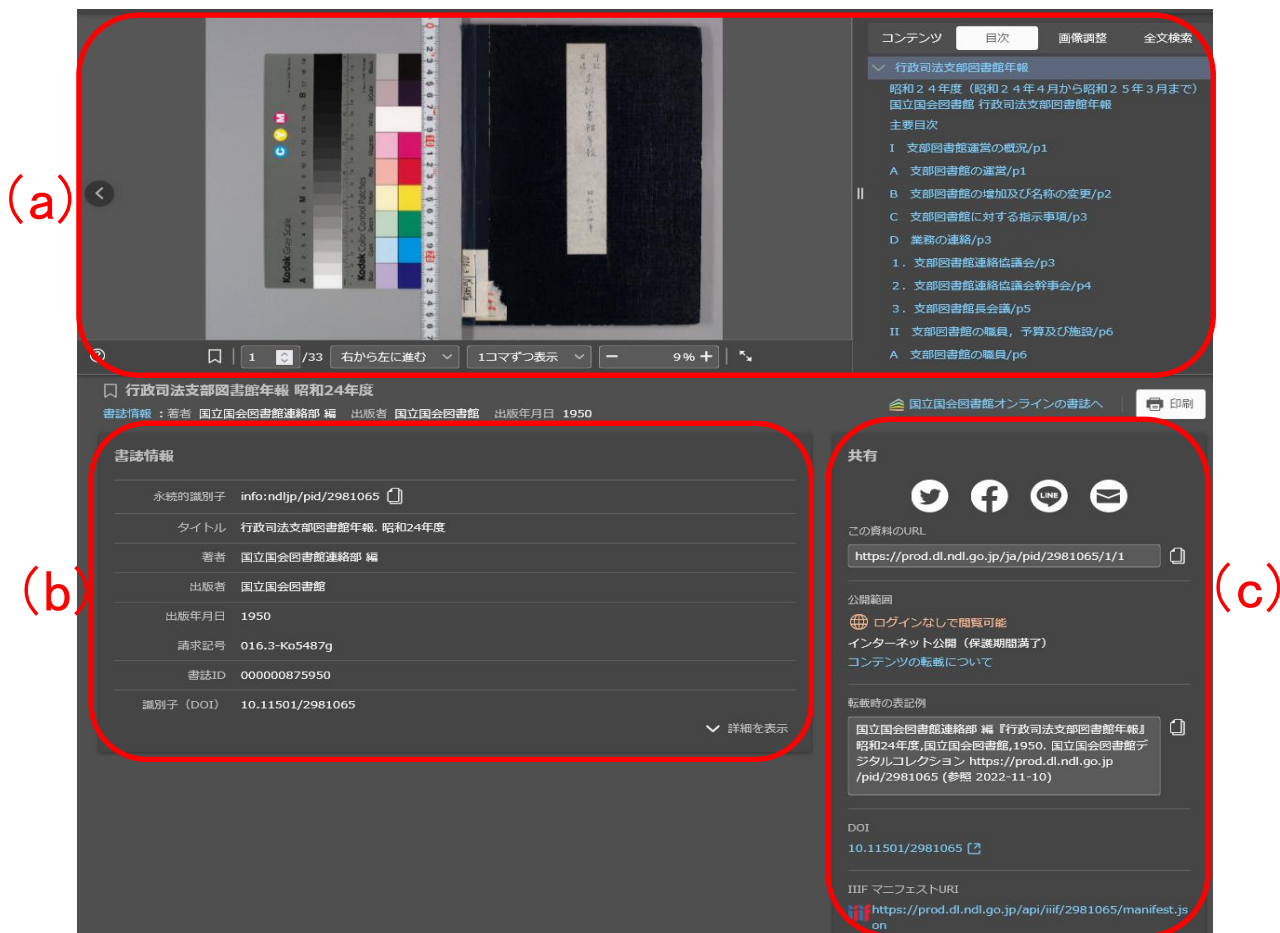 (a)
コンテンツ 目次 画像調整 全文検索
行政司法支部図書館年報
昭和２４年度（昭和２４年４月から昭和２５年３月まで）
国立国会図書館 行政司法支部図書館年報
主要目次
I 支部図書館運営の概況/p1
A 支部図書館の運営/p1
B 支部図書館の増加及び名称の変更/p2
C 支部図書館に対する指示事項/p3
D 業務の連絡/p3
１．支部図書館連絡協議会/p3
２．支部図書館連絡協議会幹事会/p4
３．支部図書館長会議/p5
II 支部図書館の職員，予算及び施設/p6
A 支部図書館の職員/p6
C Y M
Kodak Gray Scale
Kodak Color Control Patches
1 /33 右から左に進む 1コマずつ表示 9%
行政司法支部図書館年報 昭和24年度
書誌情報 ：著者 国立国会図書館連絡部 編 出版者 国立国会図書館 出版年月日 1950
国立国会図書館オンラインの書誌へ 印刷
(b)
書誌情報
永続的識別子 info:ndljp/pid/2981065
タイトル 行政司法支部図書館年報. 昭和24年度
著者 国立国会図書館連絡部 編
出版者 国立国会図書館
出版年月日 1950
請求記号 016.3-Ko5487g
書誌ID 000000875950
識別子（DOI） 10.11501/2981065
詳細を表示
(c)
共有
LINE
この資料のURL
https://prod.dl.ndl.go.jp/ja/pid/2981065/1/1
公開範囲
ログインなしで閲覧可能
インターネット公開（保護期間満了）
コンテンツの転載について
転載時の表記例
国立国会図書館連絡部 編『行政司法支部図書館年報』
昭和24年度,国立国会図書館,1950. 国立国会図書館デ
ジタルコレクション https://prod.dl.ndl.go.jp
/pid/2981065 (参照 2022-11-10)
DOI
10.11501/2981065
IIIF マニフェストURI
https://prod.dl.ndl.go.jp/api/iiif/2981065/manifest.js
on